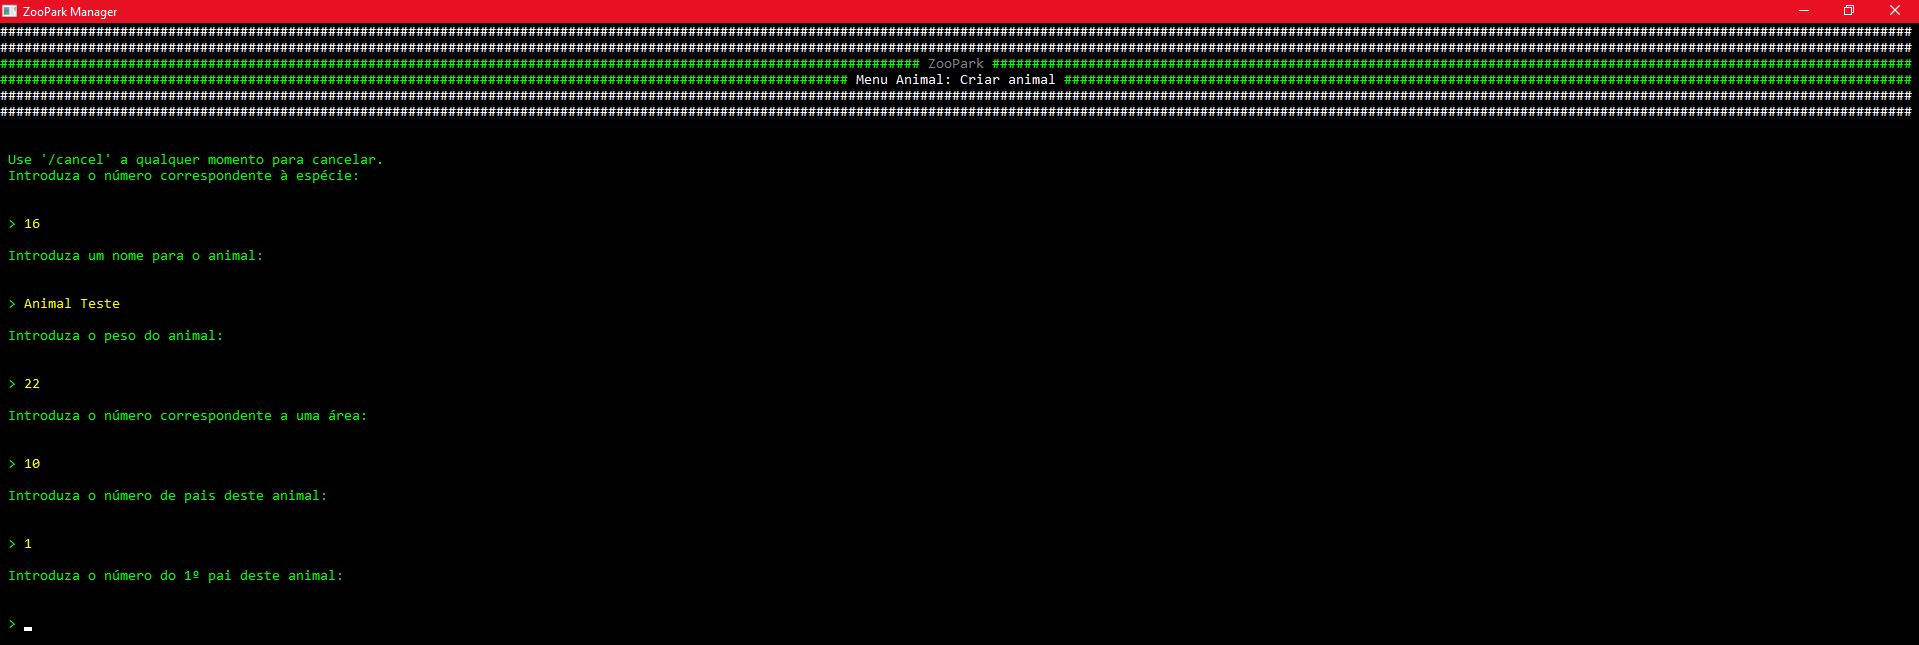 ZooPark Manager
################################################################################
################################################################################
################################ ZooPark ################################
################################ Menu Animal: Criar animal ################################
################################################################################
################################################################################
Use '/cancel' a qualquer momento para cancelar.
Introduza o número correspondente à espécie:
> 16
Introduza um nome para o animal:
> Animal Teste
Introduza o peso do animal:
> 22
Introduza o número correspondente a uma área:
> 10
Introduza o número de pais deste animal:
> 1
Introduza o número do 1º pai deste animal:
>